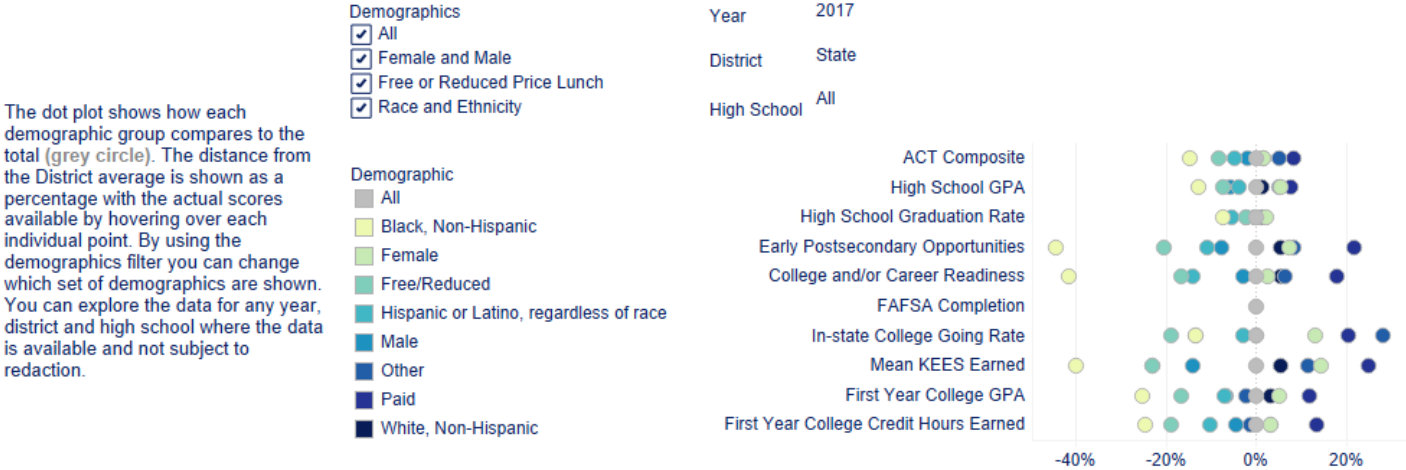 Demographics
All
Female and Male
Free or Reduced Price Lunch
Race and Ethnicity
Year 2017
District State
High School All
The dot plot shows how each
demographic group compares to the
total (grey circle). The distance from
the District average is shown as a
percentage with the actual scores
available by hovering over each
individual point. By using the
demographics filter you can change
which set of demographics are shown.
You can explore the data for any year,
district and high school where the data
is available and not subject to
redaction.
Demographic
All
Black, Non-Hispanic
Female
Free/Reduced
Hispanic or Latino, regardless of race
Male
Other
Paid
White, Non-Hispanic
ACT Composite
High School GPA
High School Graduation Rate
Early Postsecondary Opportunities
College and/or Career Readiness
FAFSA Completion
In-state College Going Rate
Mean KEES Earned
First Year College GPA
First Year College Credit Hours Earned
-40% -20% 0% 20%